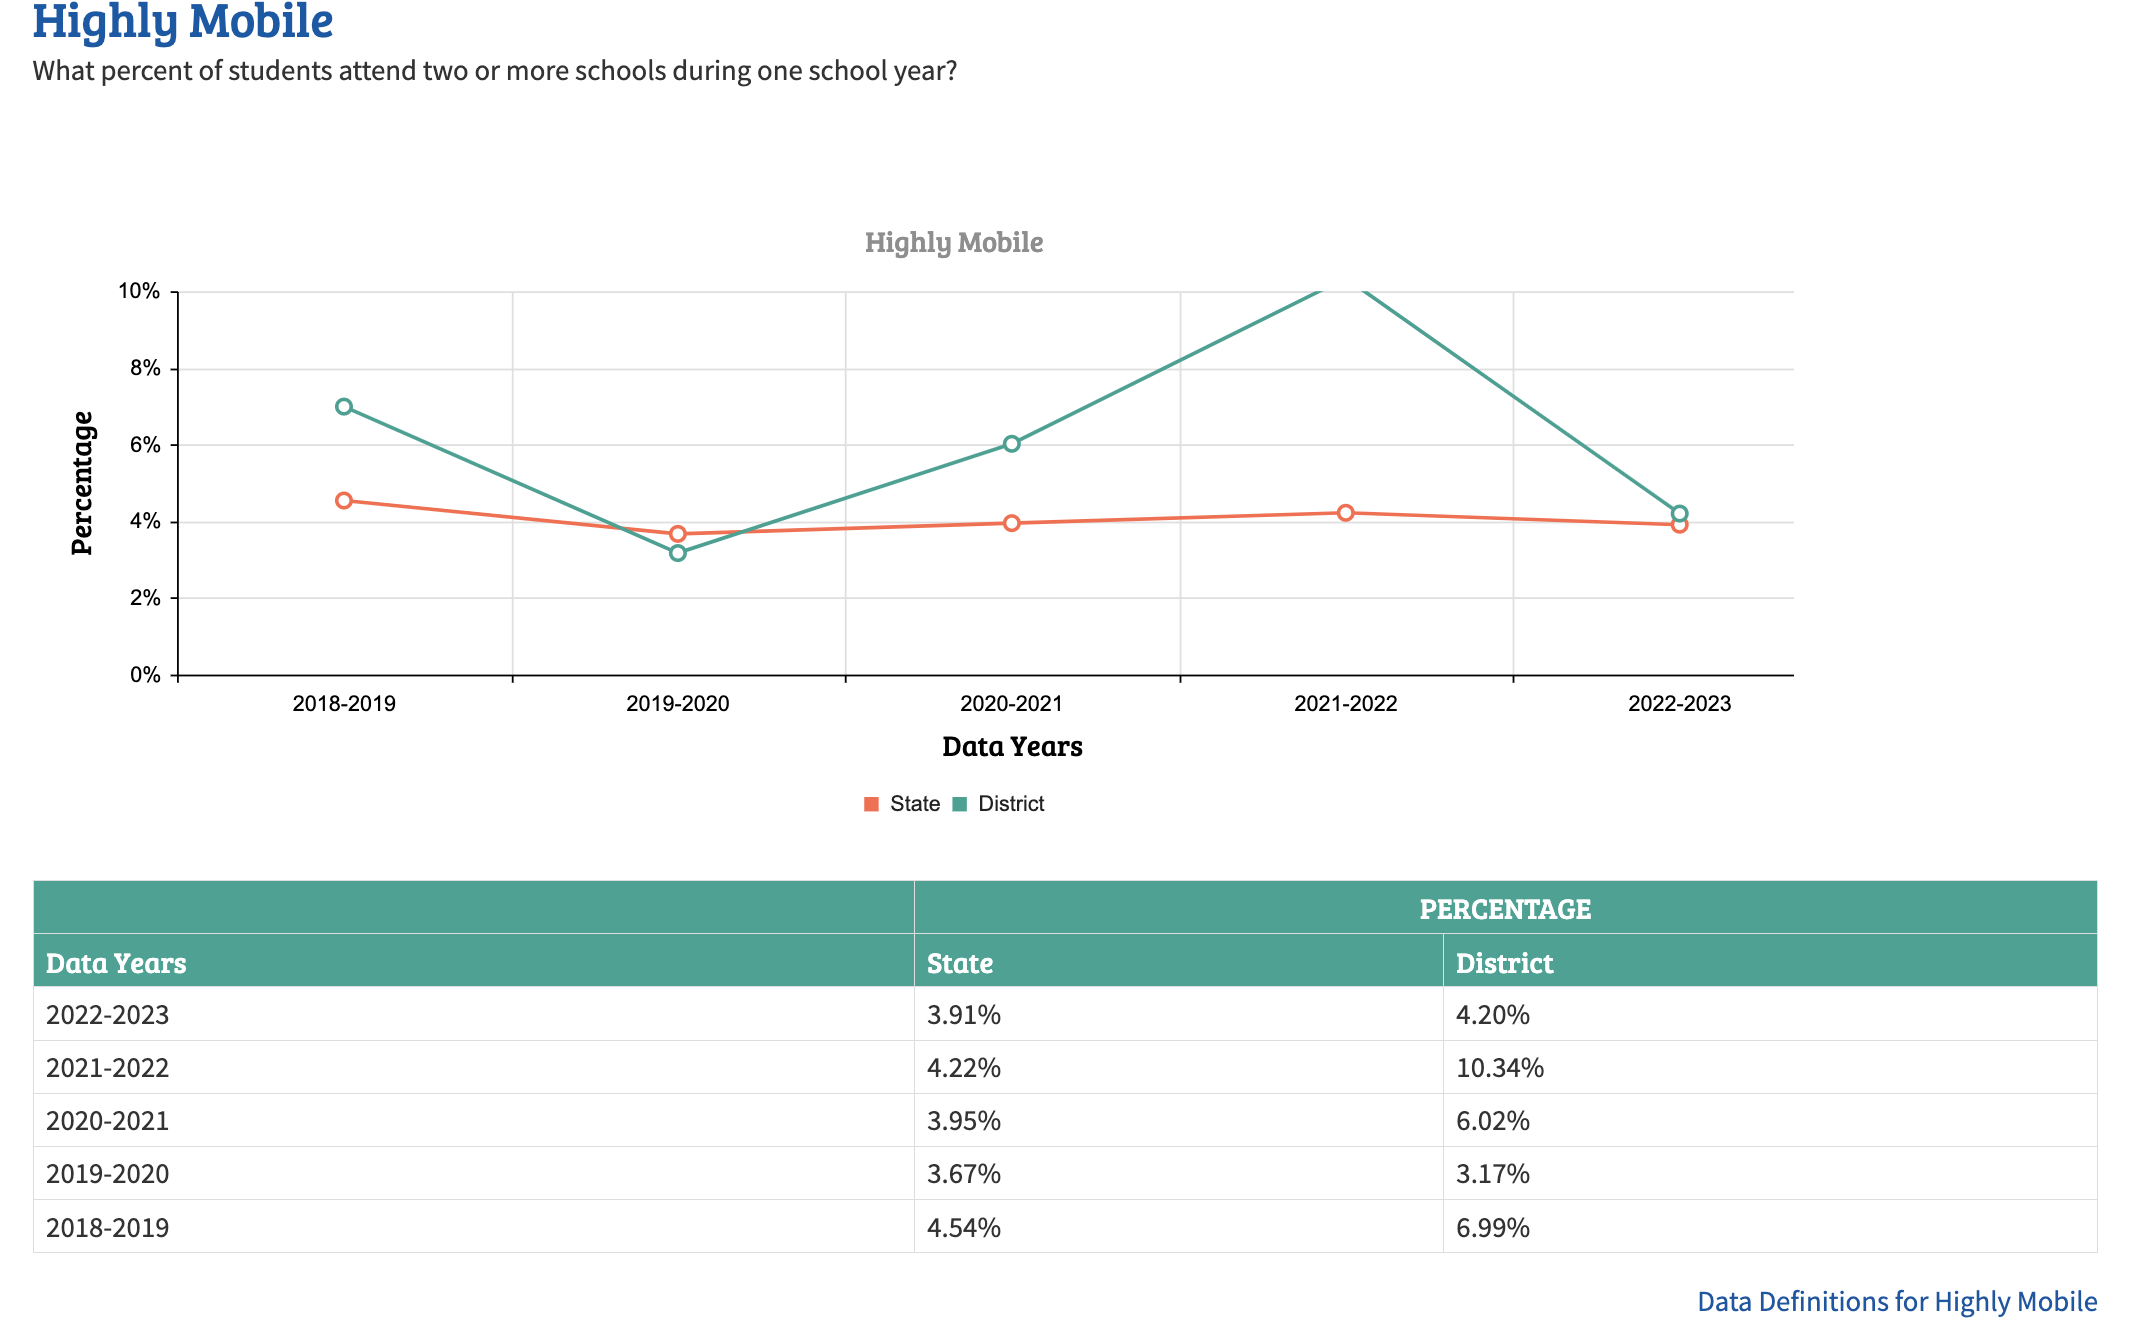 Highly Mobile
What percent of students attend two or more schools during one school year?
Highly Mobile
10%
8%
6%
4%
2%
0%
Percentage
2018-2019 2019-2020 2020-2021 2021-2022 2022-2023
Data Years
State District
PERCENTAGE
Data Years State District
2022-2023 3.91% 4.20%
2021-2022 4.22% 10.34%
2020-2021 3.95% 6.02%
2019-2020 3.67% 3.17%
2018-2019 4.54% 6.99%
Data Definitions for Highly Mobile